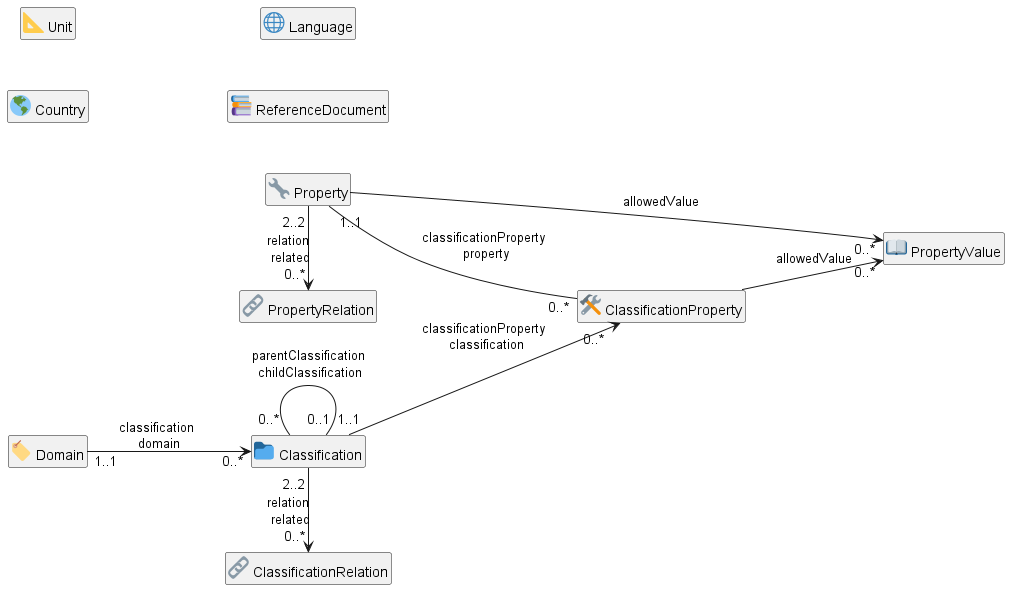 Unit
Language
Country
ReferenceDocument
Property
allowedValue
2..2
1..1
relation
related
0..*
classificationProperty
property
0..*
PropertyValue
allowedValue
0..*
PropertyRelation
0..*
ClassificationProperty
classificationProperty
classification
0..*
parentClassification
childClassification
0..*
0..1
1..1
classification
domain
Domain
1..1
0..*
Classification
2..2
relation
related
0..*
ClassificationRelation